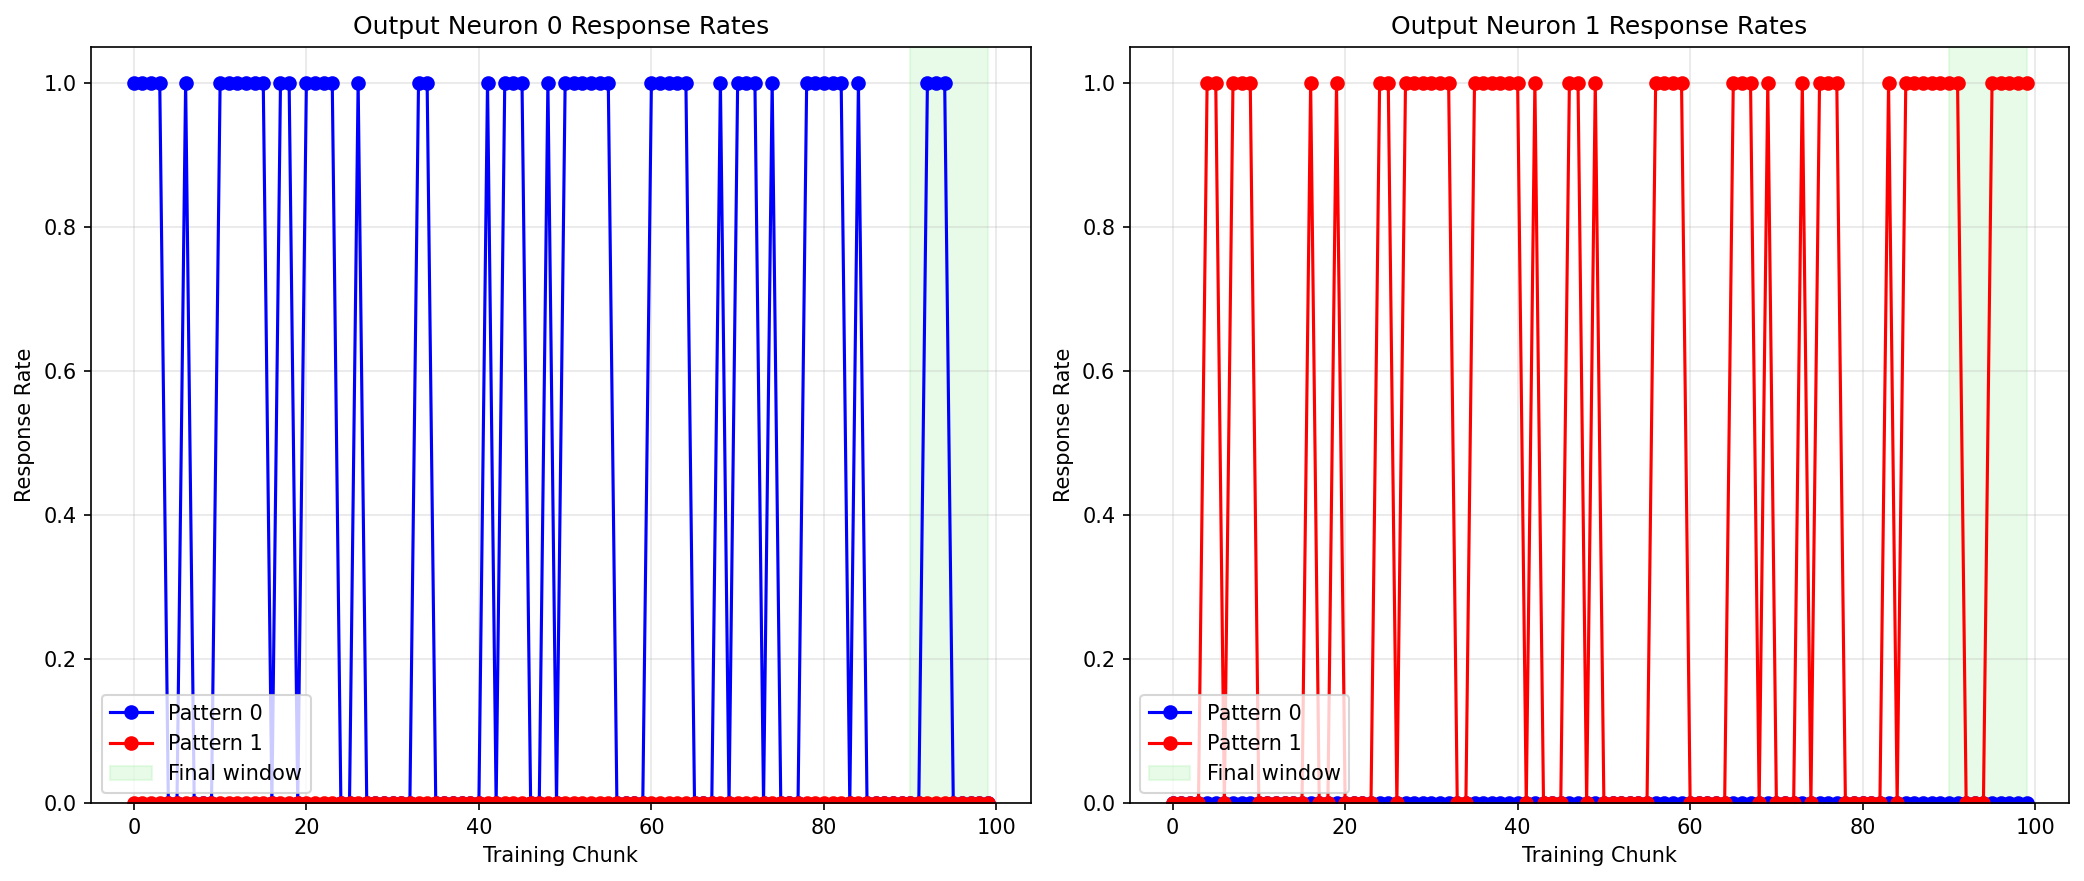 Output Neuron 0 Response Rates
Response Rate
1.0
0.8
0.6
0.4
0.2
0.0
Pattern 0
Pattern 1
Final window
0 20 40 60 80 100
Training Chunk
Output Neuron 1 Response Rates
Response Rate
1.0
0.8
0.6
0.4
0.2
0.0
Pattern 0
Pattern 1
Final window
0 20 40 60 80 100
Training Chunk